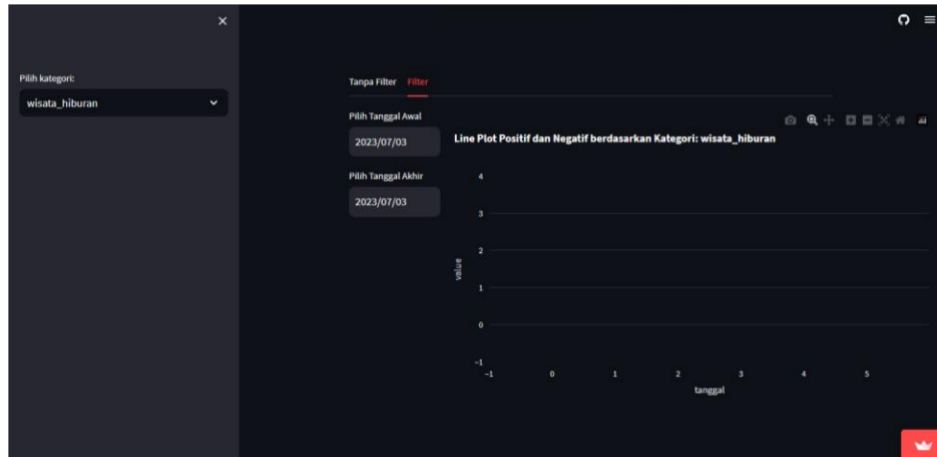 Pilih kategori:
wisata_hiburan
Tanpa Filter Filter
Pilih Tanggal Awal
2023/07/03
Pilih Tanggal Akhir
2023/07/03
Line Plot Positif dan Negatif berdasarkan Kategori: wisata_hiburan
4
3
2
1
0
−1
value
−1 0 1 2 3 4 5
tanggal